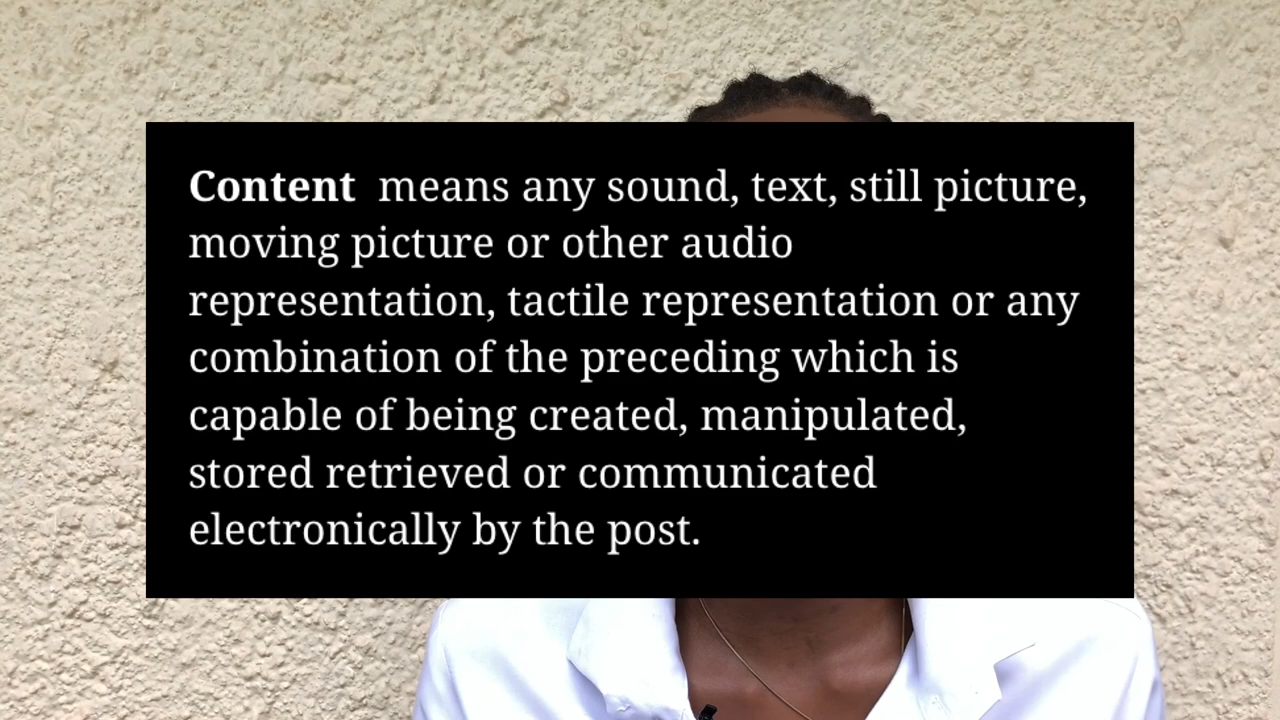 Content means any sound, text, still picture,
moving picture or other audio
representation, tactile representation or any
combination of the preceding which is
capable of being created, manipulated,
stored retrieved or communicated
electronically by the post.